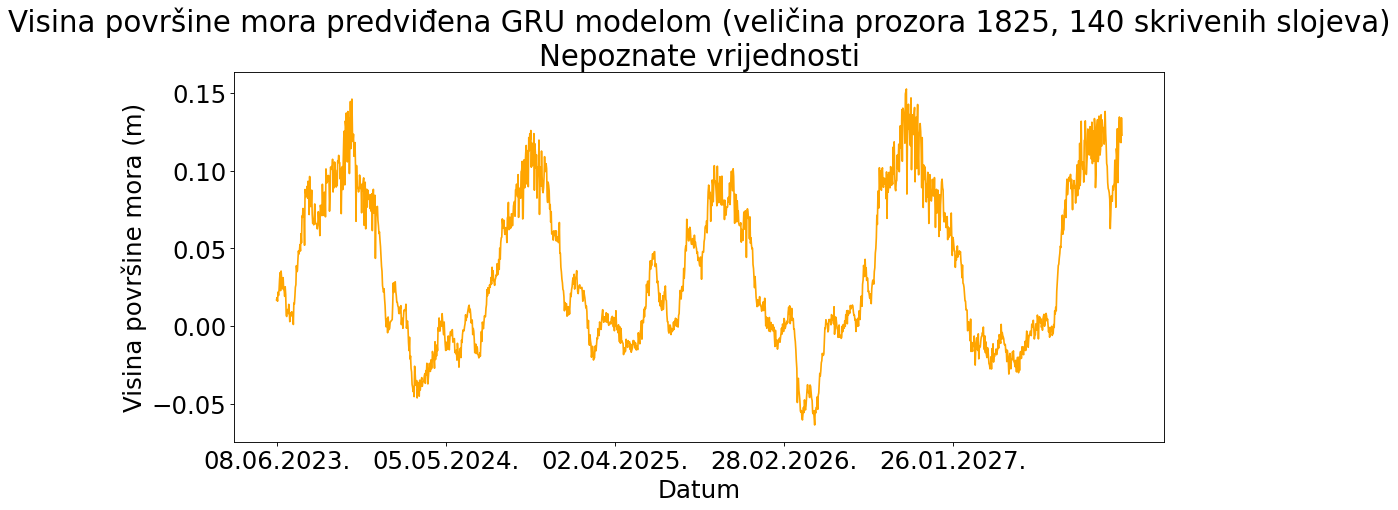 Visina površine mora predviđena GRU modelom (veličina prozora 1825, 140 skrivenih slojeva)
Nepoznate vrijednosti
Visina površine mora (m)
0.15
0.10
0.05
0.00
−0.05
08.06.2023. 05.05.2024. 02.04.2025. 28.02.2026. 26.01.2027.
Datum